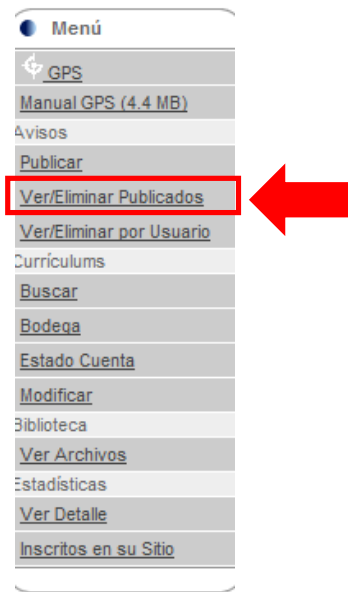 Menú
GPS
Manual GPS (4.4 MB)
Avisos
Publicar
Ver/Eliminar Publicados
Ver/Eliminar por Usuario
Currículums
Buscar
Bodega
Estado Cuenta
Modificar
Biblioteca
Ver Archivos
Estadísticas
Ver Detalle
Inscritos en su Sitio